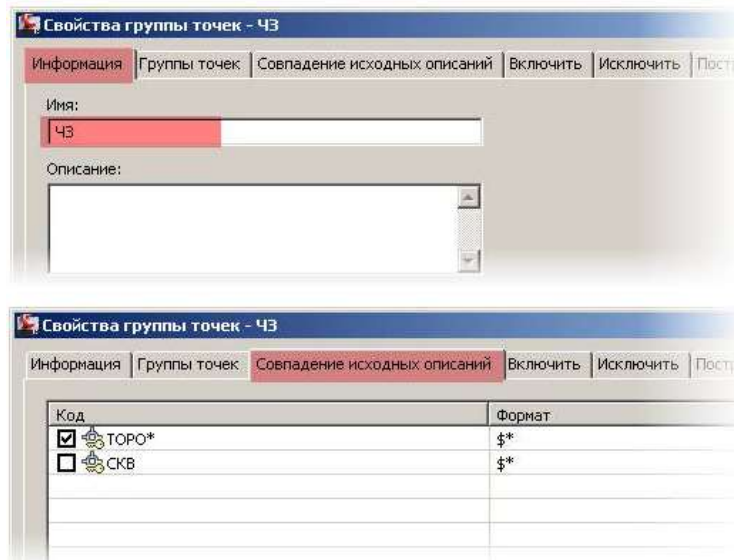 Свойства группы точек - ЧЗ
Информация Группы точек Совпадение исходных описаний Включить Исключить
Имя:
ЧЗ
Описание:
Свойства группы точек - ЧЗ
Информация Группы точек Совпадение исходных описаний Включить Исключить
Код Формат
ТОРО* $*
СКВ $*